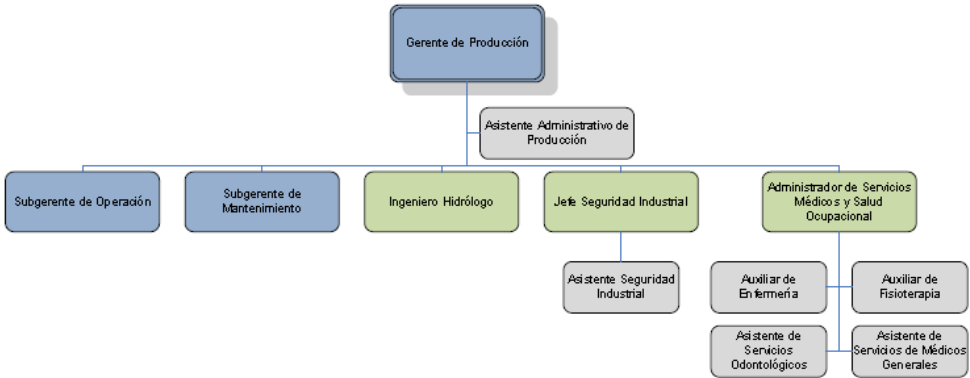 Gerente de Producción
Asistente Administrativo de
Producción
Subgerente de Operación
Subgerente de
Mantenimiento
Ingeniero Hidrólogo
Jefe Seguridad Industrial
Administrador de Servicios
Médicos y Salud
Ocupacional
Asistente Seguridad
Industrial
Auxiliar de
Enfermería
Auxiliar de
Fisioterapia
Asistente de
Servicios
Odontológicos
Asistente de
Servicios de Médicos
Generales